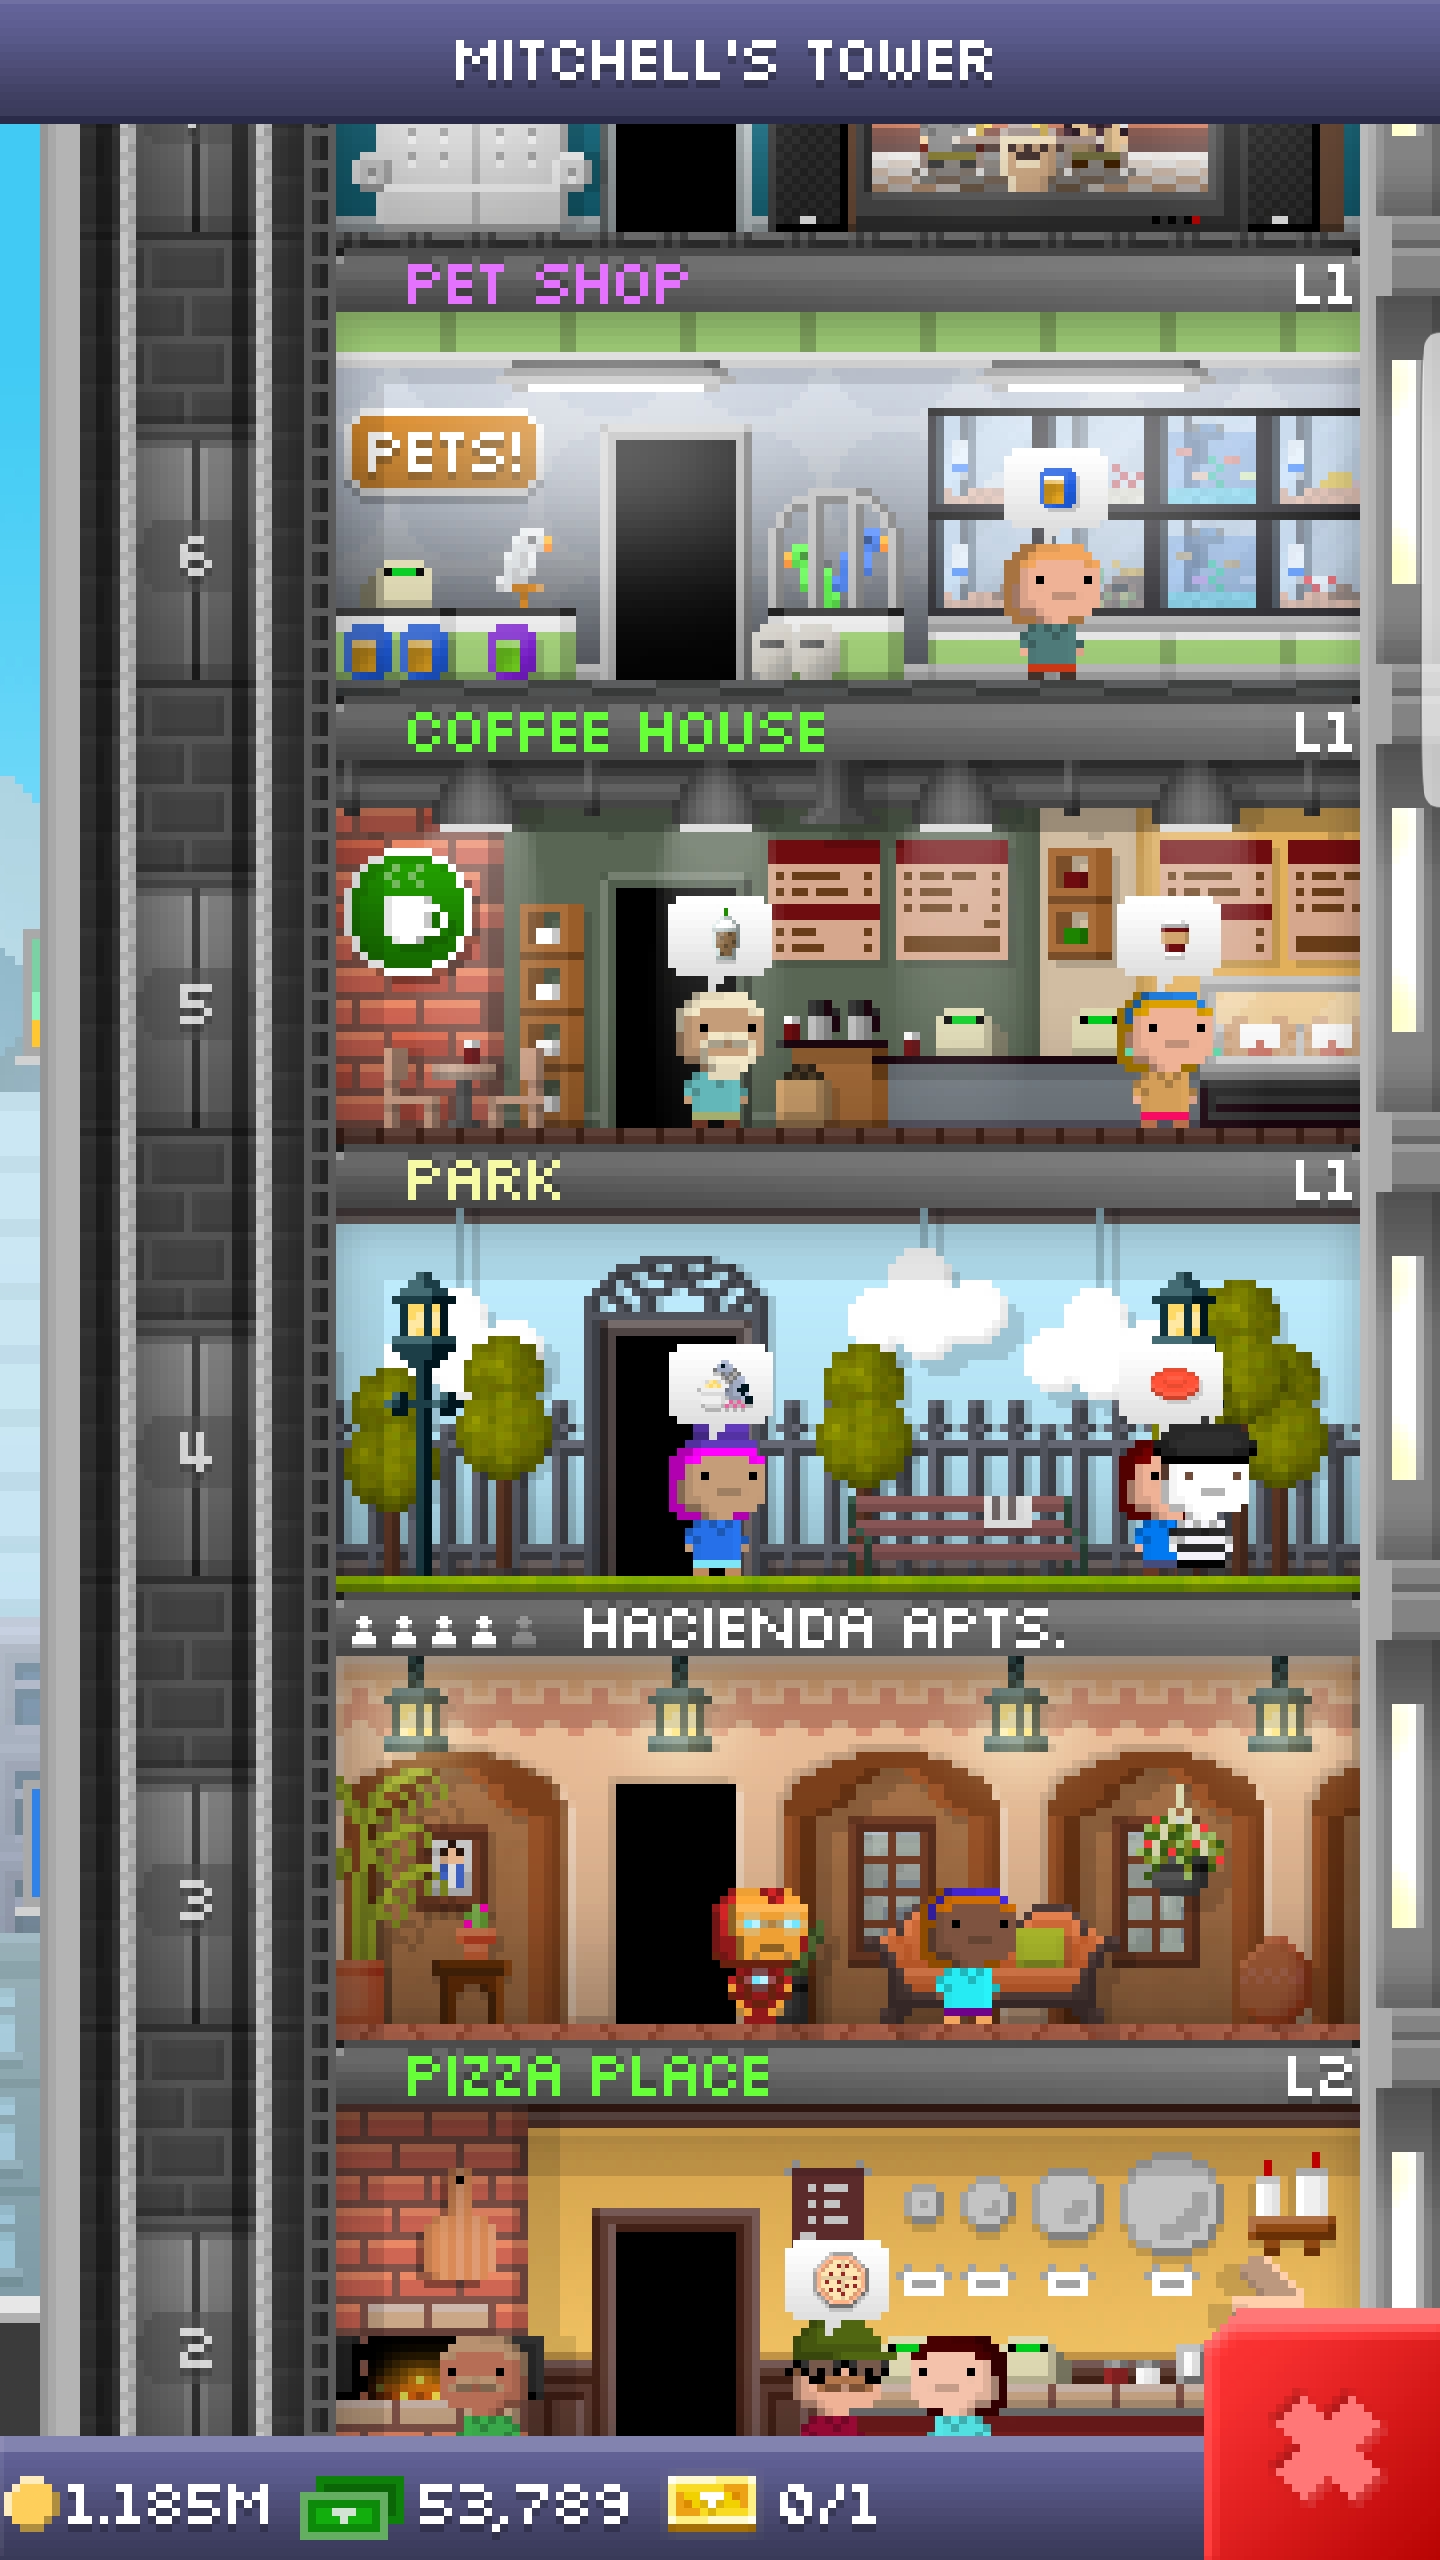 MITCHELL'S TOWER
PET SHOP L1
PETS!
6
COFFEE HOUSE L1
5
PARK L1
4
HACIENDA APTS.
3
PIZZA PLACE L2
2
1.185M 53,789 0/1